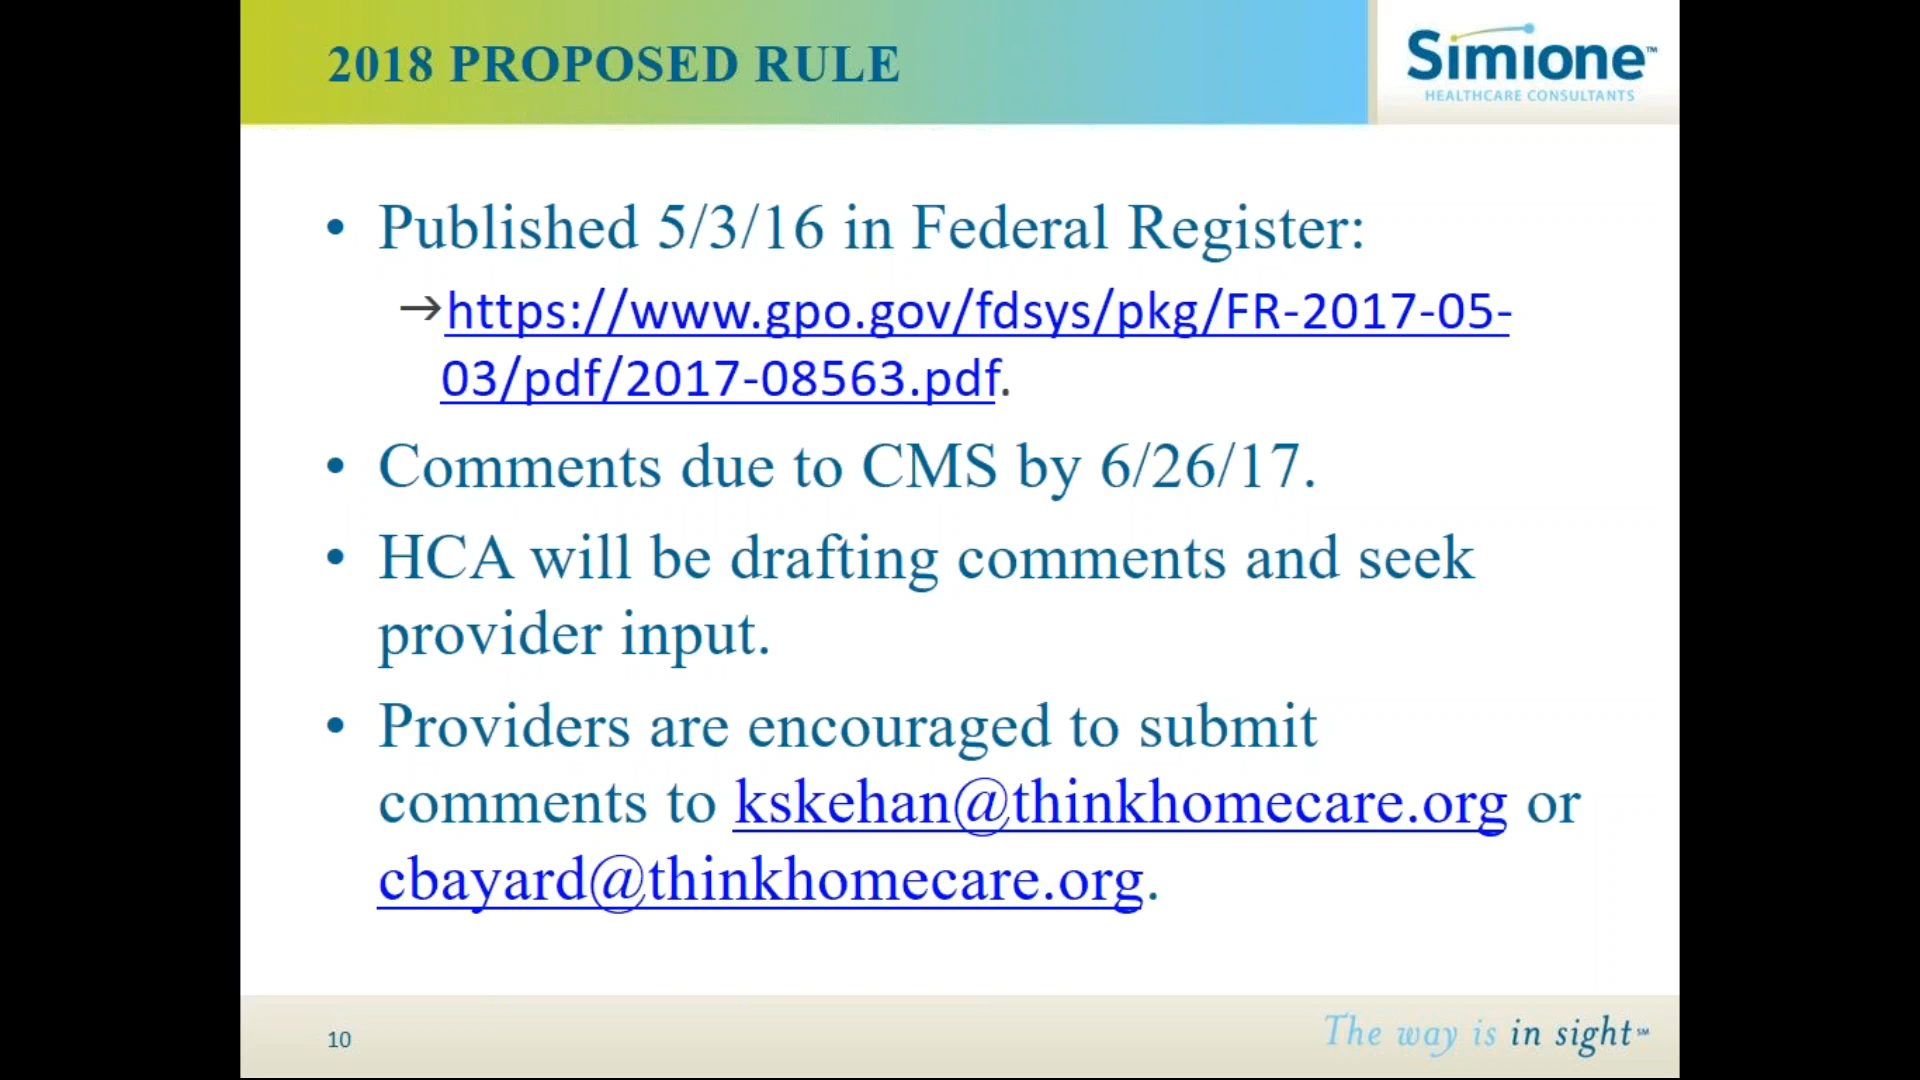 2018 PROPOSED RULE
Simione™
HEALTHCARE CONSULTANTS
• Published 5/3/16 in Federal Register:
→https://www.gpo.gov/fdsys/pkg/FR-2017-05-
03/pdf/2017-08563.pdf.
• Comments due to CMS by 6/26/17.
• HCA will be drafting comments and seek
provider input.
• Providers are encouraged to submit
comments to kskehan@thinkhomecare.org or
cbayard@thinkhomecare.org.
10
The way is in sight℠